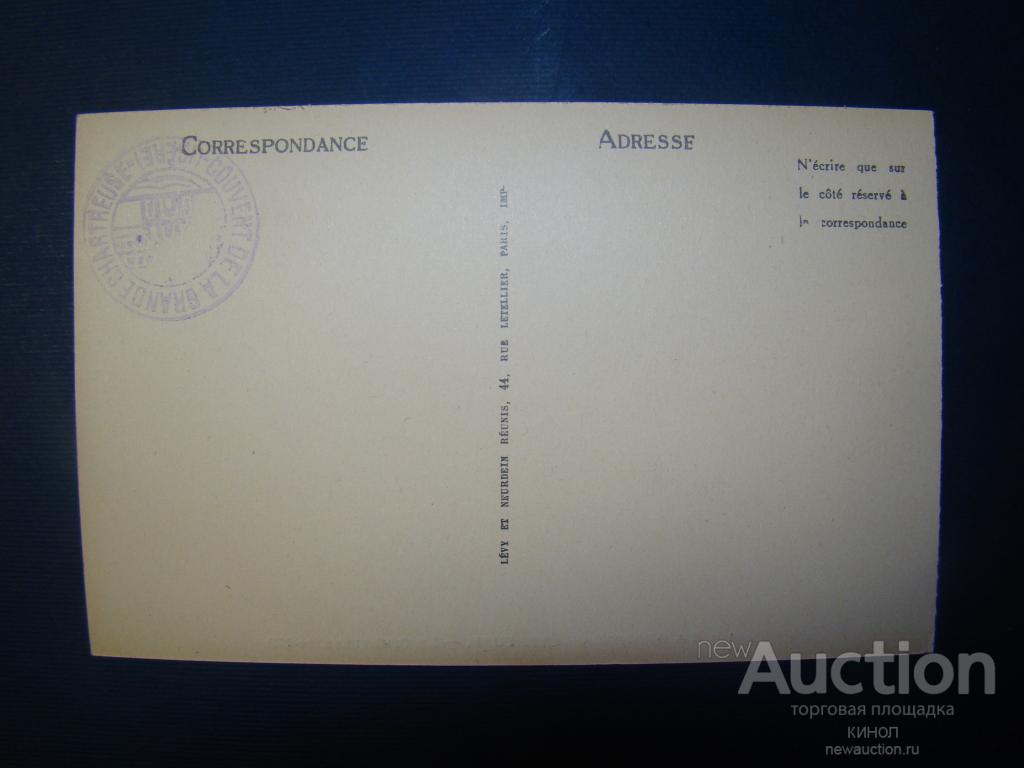 CORRESPONDANCE
ADRESSE
N'écrire que sur
le côté réservé à
la correspondance
COUVENT DE LA GRANDE CHARTREUSE - (ISÈRE) -
LÉVY ET NEURDEIN RÉUNIS, 44, RUE LETELLIER, PARIS, IMP-
newAuction
торговая площадка
КИНОЛ
newauction.ru